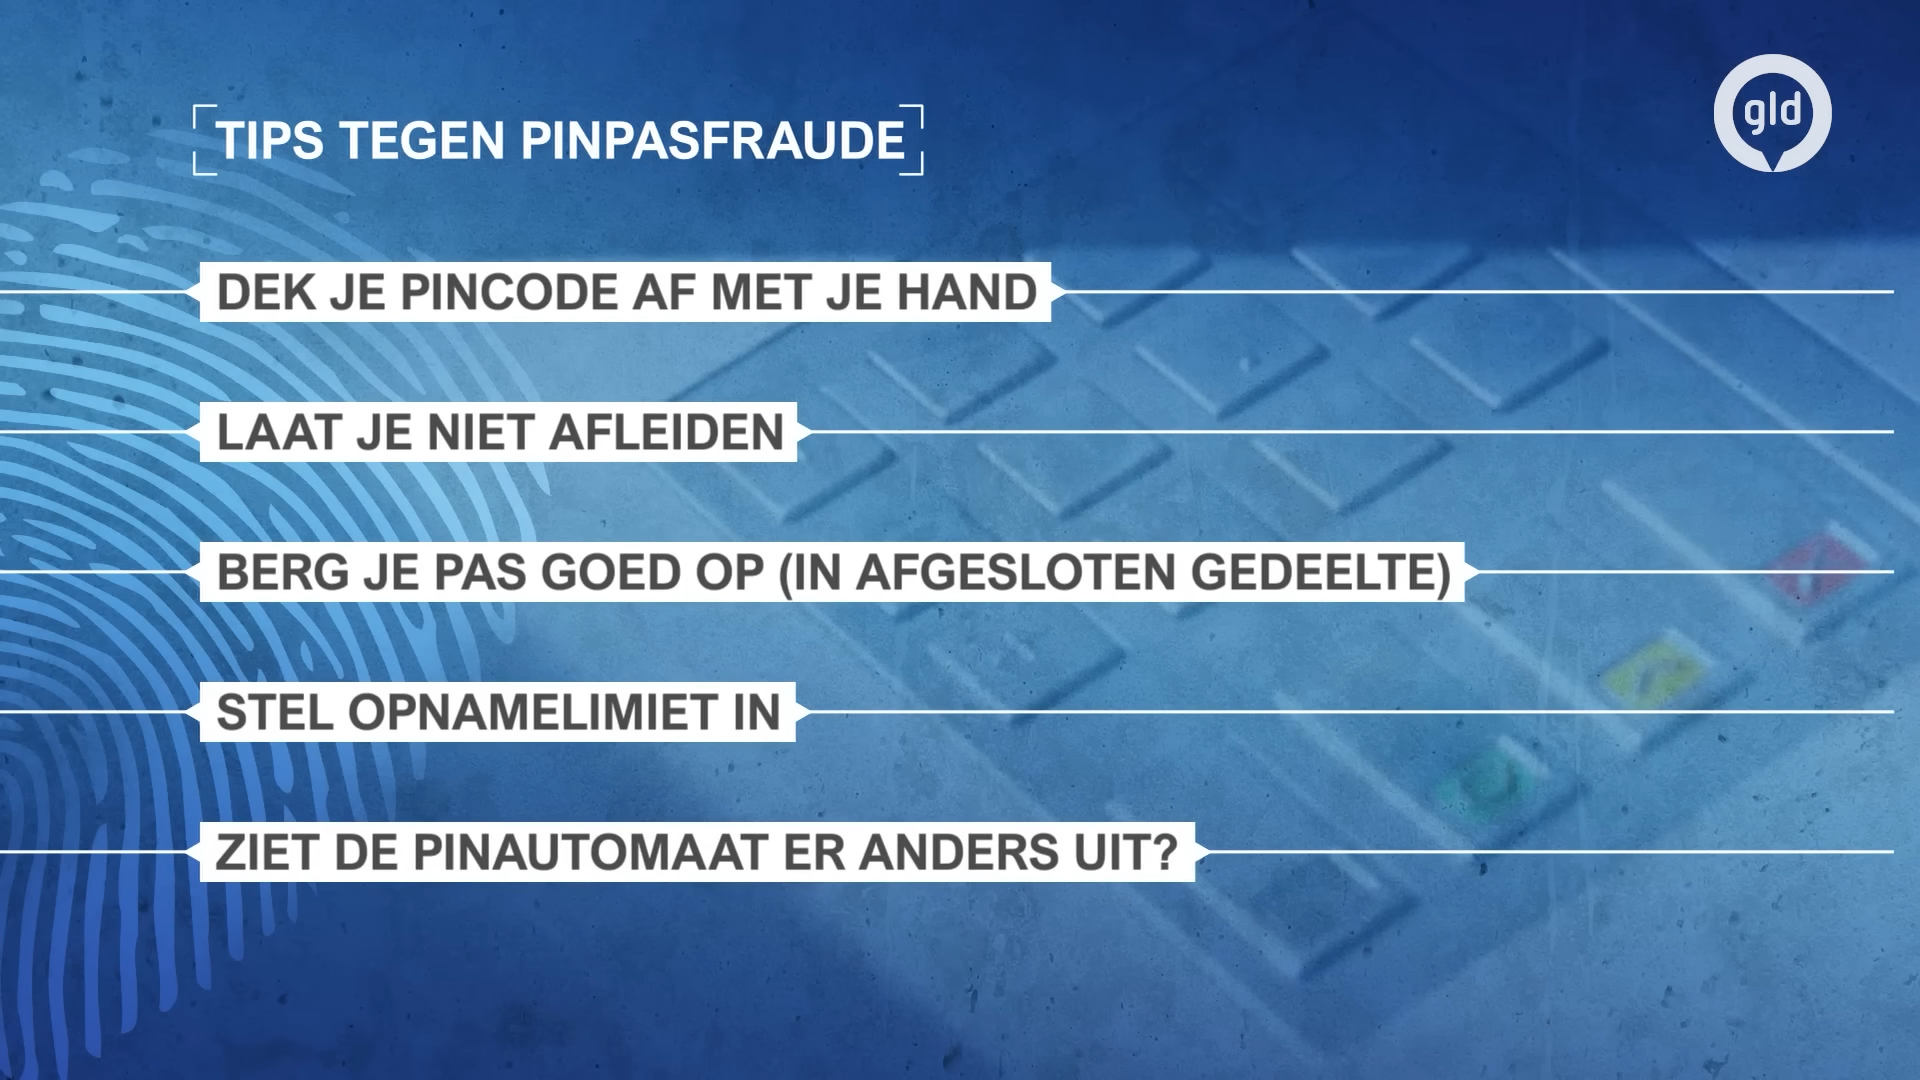 TIPS TEGEN PINPASFRAUDE
gld
DEK JE PINCODE AF MET JE HAND
LAAT JE NIET AFLEIDEN
BERG JE PAS GOED OP (IN AFGESLOTEN GEDEELTE)
STEL OPNAMELIMIET IN
ZIET DE PINAUTOMAAT ER ANDERS UIT?